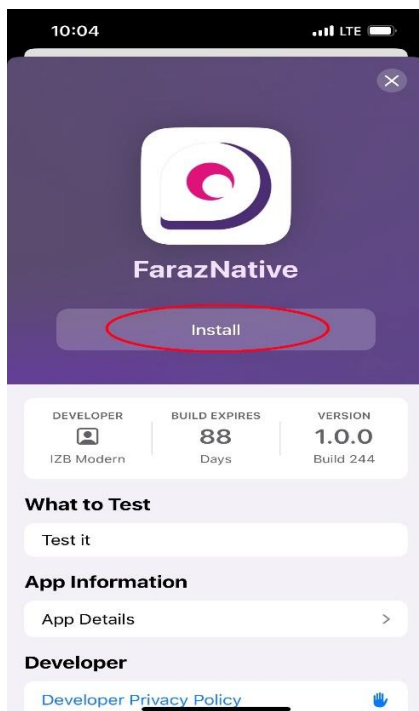 10:04 LTE
FarazNative
Install
DEVELOPER BUILD EXPIRES VERSION
88 1.0.0
IZB Modern Days Build 244
What to Test
Test it
App Information
App Details
Developer
Developer Privacy Policy